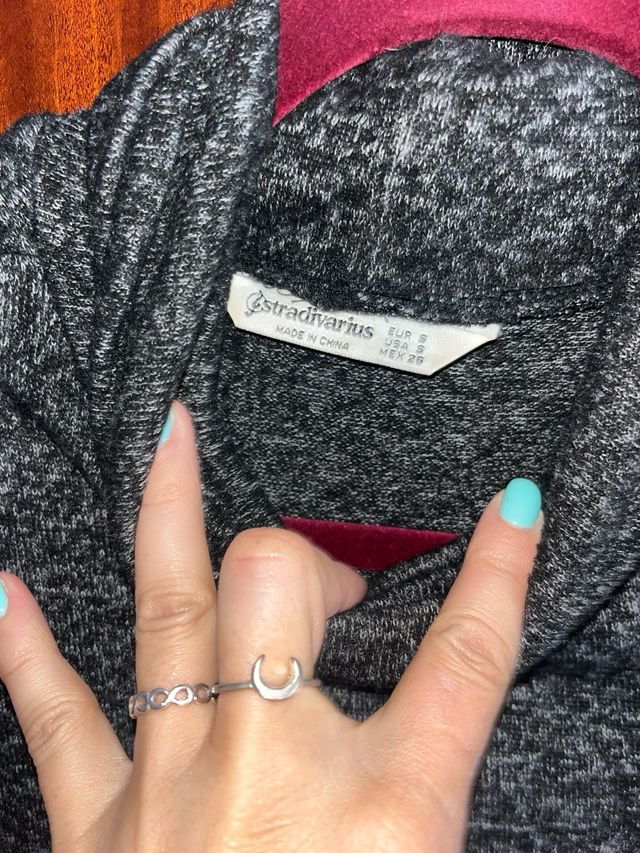 stradivarius
MADE IN CHINA
EUR S
USA S
MEX 26